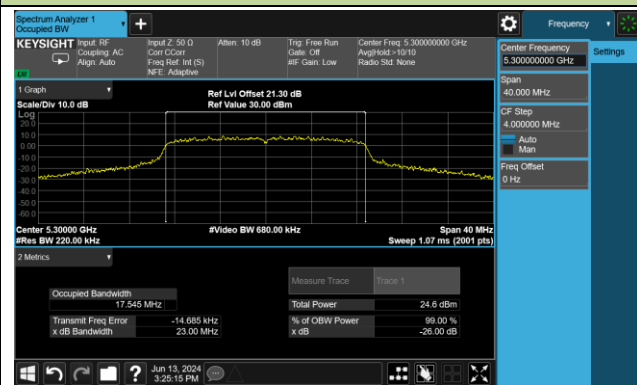 Spectrum Analyzer 1
Occupied BW
Frequency
KEYSIGHT
Input: RF
Coupling: AC
Align: Auto
Input Z: 50 Ω
Corr CCorr
Freq Ref: Int (S)
NFE: Adaptive
Atten: 10 dB
Trig: Free Run
Gate: Off
#IF Gain: Low
Center Freq: 5.300000000 GHz
Avg|Hold:>10/10
Radio Std: None
Center Frequency
5.300000000 GHz
Settings
Span
40.000 MHz
CF Step
4.000000 MHz
Auto
Man
Freq Offset
0 Hz
1 Graph
Scale/Div 10.0 dB
Ref Lvl Offset 21.30 dB
Ref Value 30.00 dBm
Log
20.0
10.0
0.00
-10.0
-20.0
-30.0
-40.0
-50.0
-60.0
Center 5.30000 GHz
#Res BW 220.00 kHz
#Video BW 680.00 kHz
Span 40 MHz
Sweep 1.07 ms (2001 pts)
2 Metrics
Measure Trace
Trace 1
Occupied Bandwidth
17.545 MHz
Total Power
24.6 dBm
Transmit Freq Error
-14.685 kHz
% of OBW Power
99.00 %
x dB Bandwidth
23.00 MHz
x dB
-26.00 dB
Jun 13, 2024
3:25:15 PM